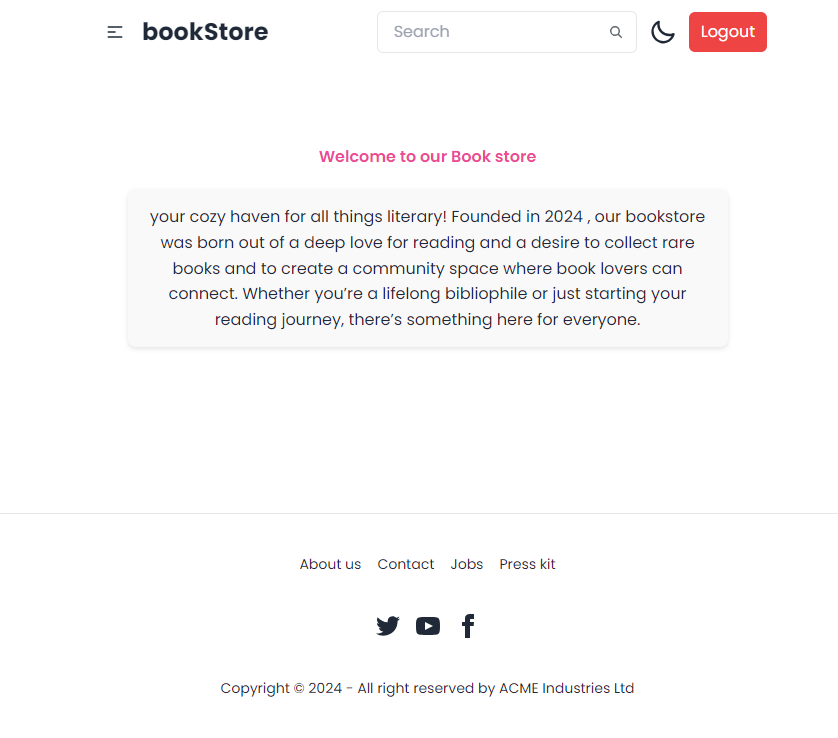 bookStore
Search
Logout
Welcome to our Book store
your cozy haven for all things literary! Founded in 2024 , our bookstore
was born out of a deep love for reading and a desire to collect rare
books and to create a community space where book lovers can
connect. Whether you’re a lifelong bibliophile or just starting your
reading journey, there’s something here for everyone.
About us
Contact
Jobs
Press kit
Copyright © 2024 - All right reserved by ACME Industries Ltd